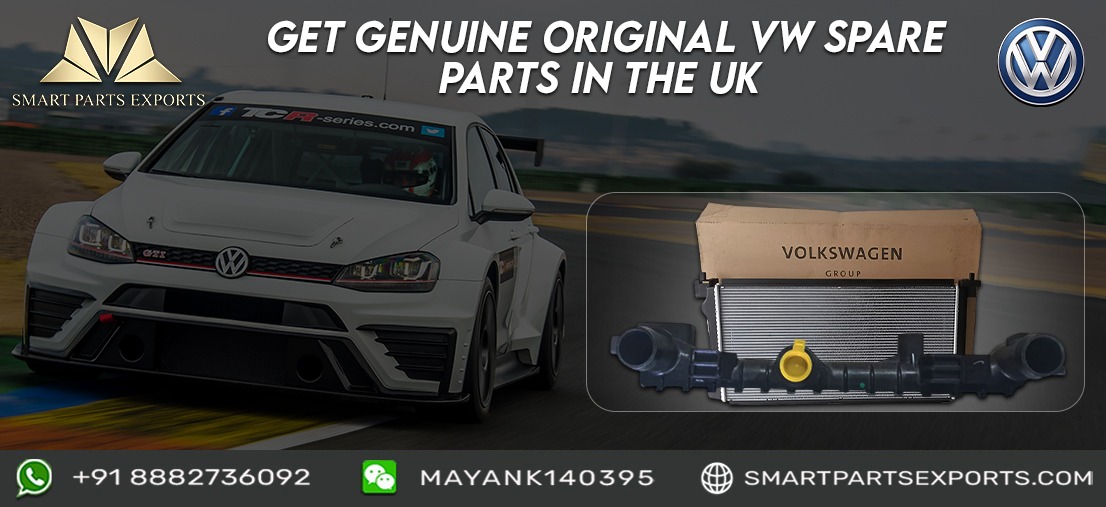 GET GENUINE ORIGINAL VW SPARE
PARTS IN THE UK
SMART PARTS EXPORTS
VW
TCR-series.com
GTI
VOLKSWAGEN
GROUP
+91 8882736092
MAYANK140395
SMARTPARTSEXPORTS.COM